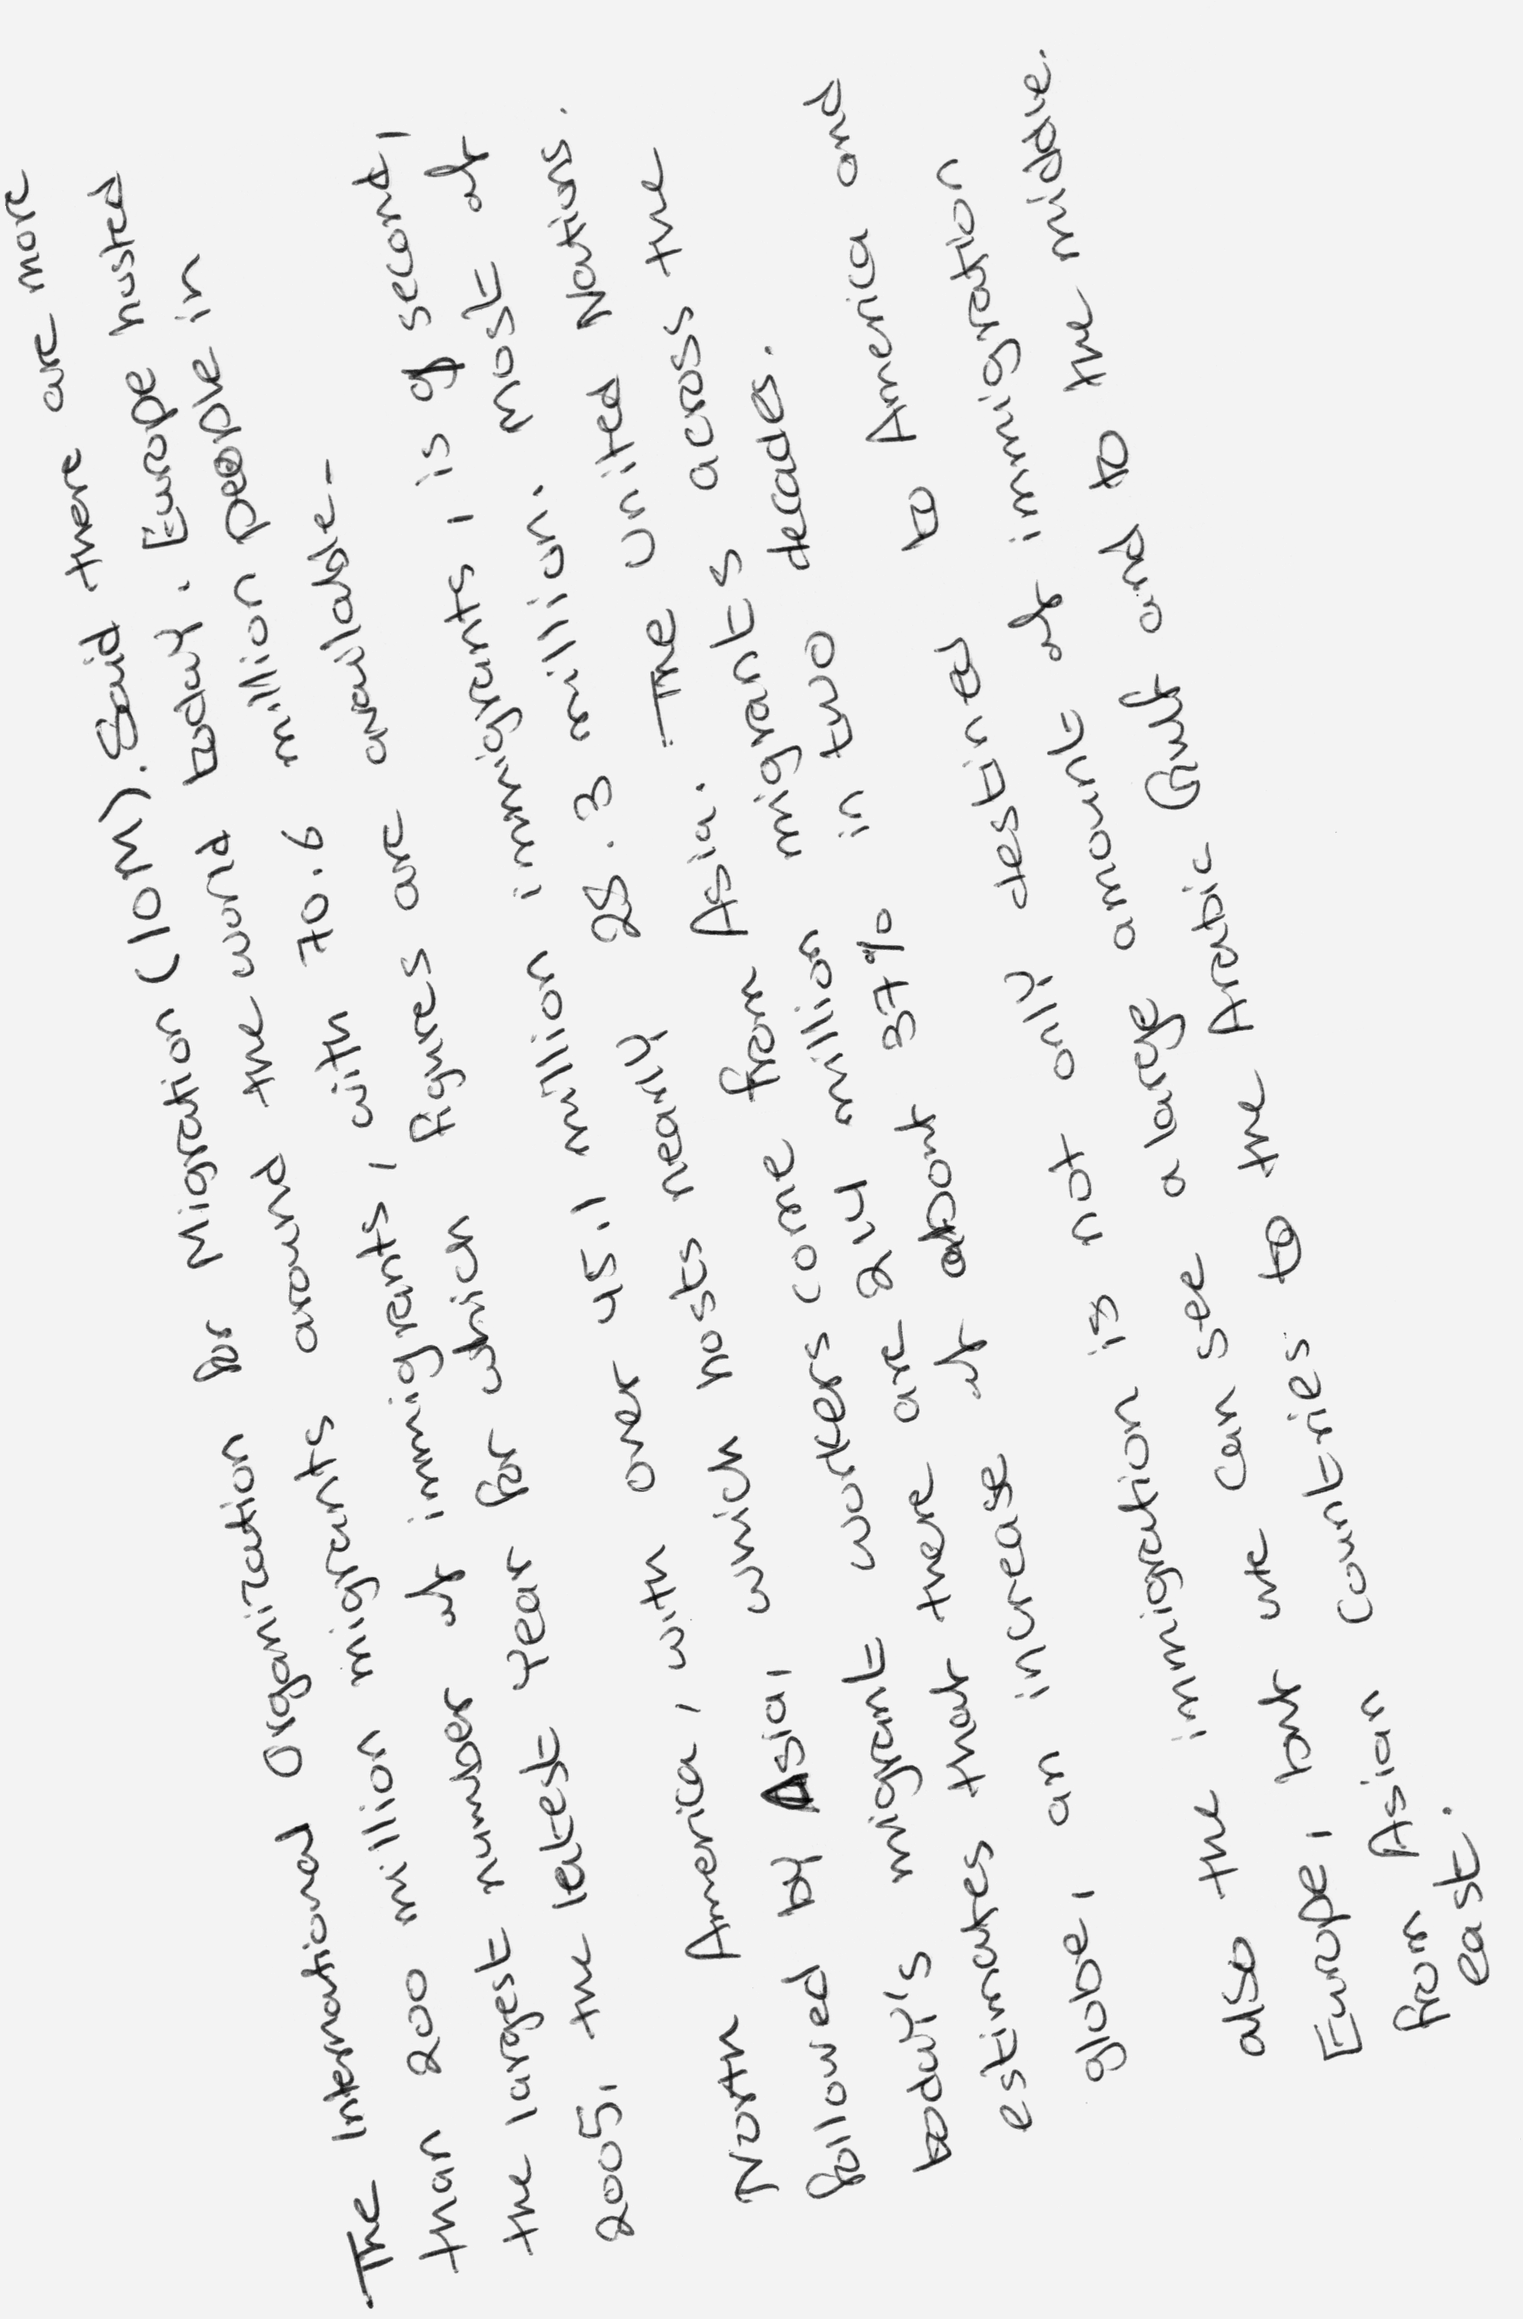 The International Organization for Migration (IOM). Said there are more
than 200 million migrants around the world today. Europe hosted
the largest number of immigrants, with 70.6 million people in
2005, the latest year for which figures are available-
North America, with over 45.1 million immigrants, is of second,
followed by Asia, which hosts nearly 28.3 million. Most of
today's migrant workers come from Asia. The United Nations.
estimates that there are 214 million migrants across the
globe, an increase of about 37% in two decades.
also the immigration is not only destined to America and
Europe, but we can see a large amount of immigration
from Asian countries to the Arabic Gulf and to the middle.
east.